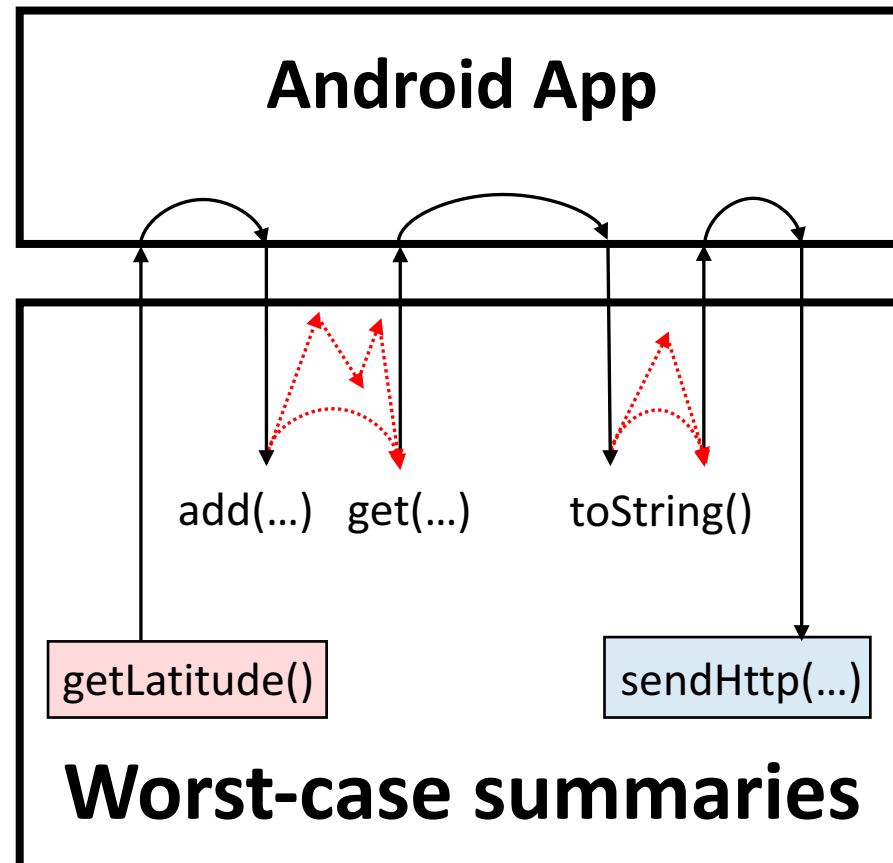 Android App
add(…) get(…) toString()
getLatitude() sendHttp(…)
Worst-case summaries